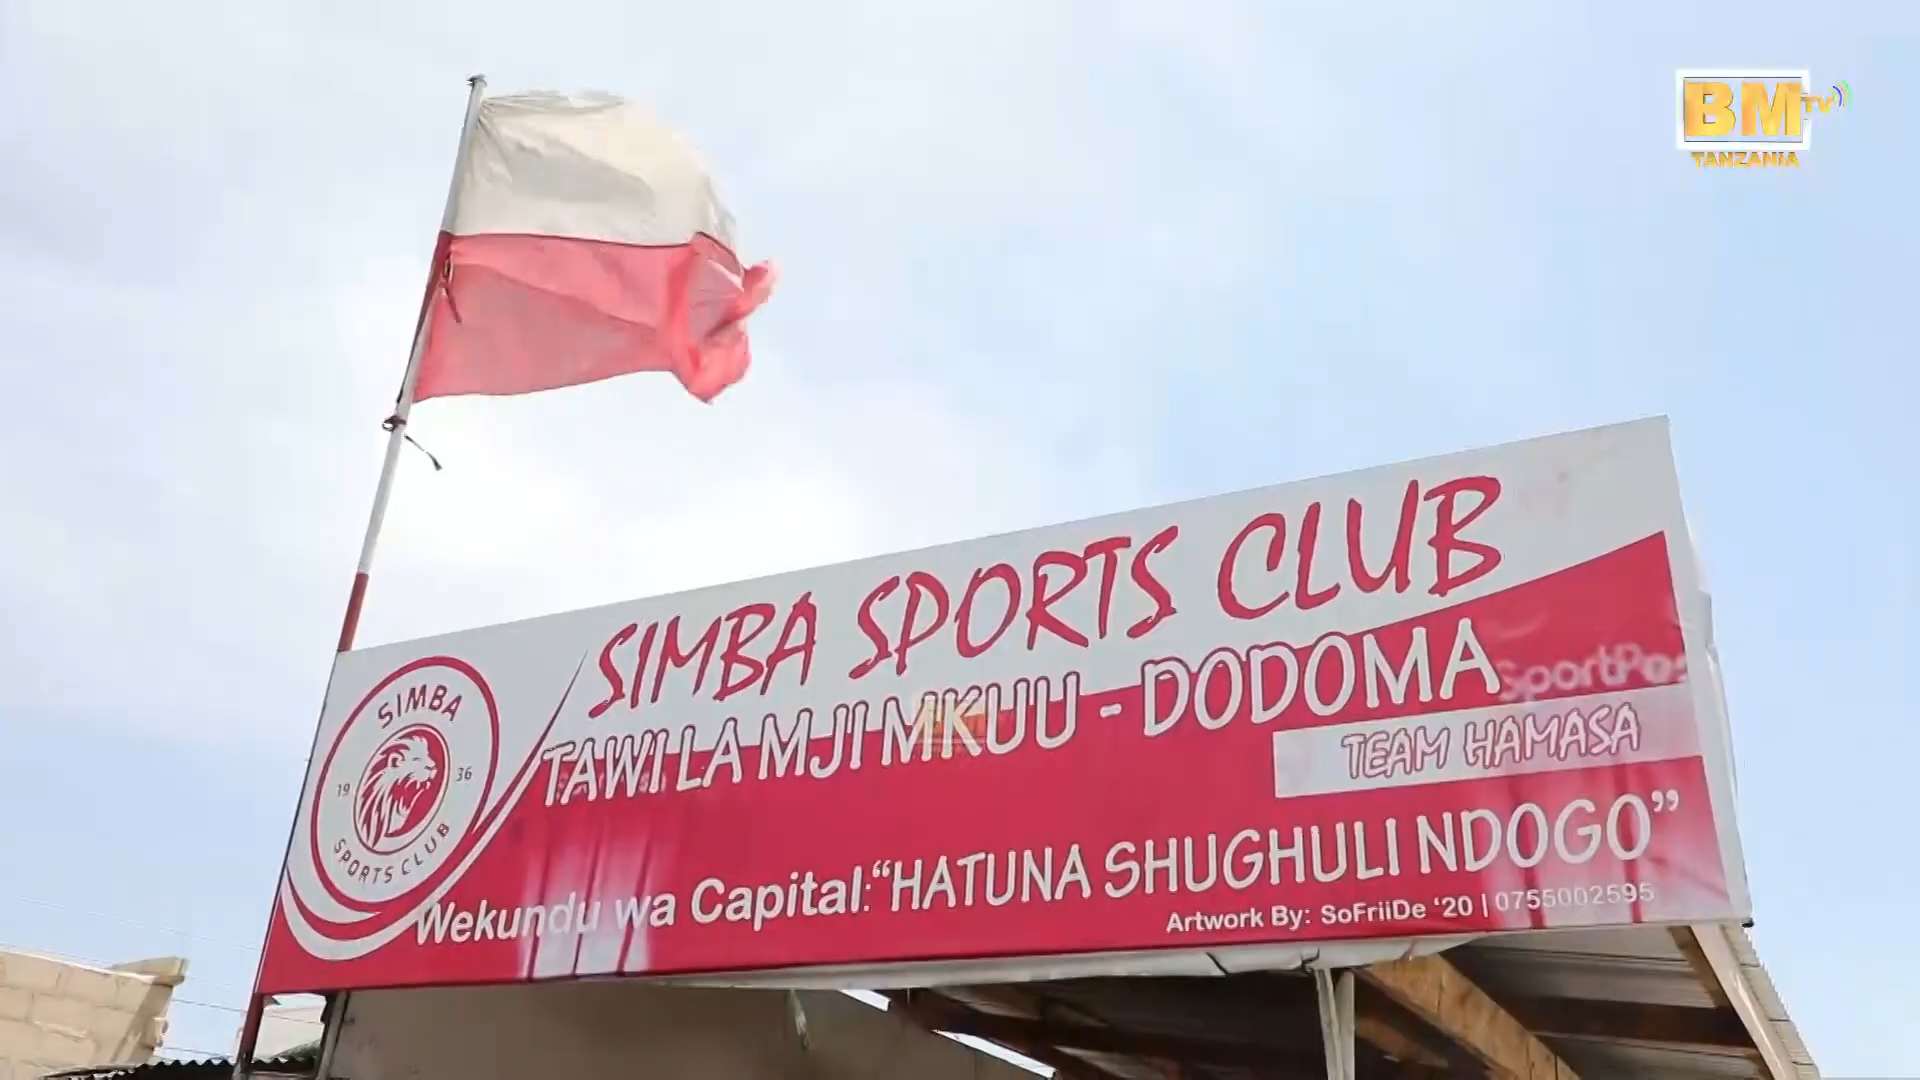 BM TV
TANZANIA
SIMBA SPORTS CLUB
TAWI LA MJI MKUU - DODOMA
SportPes
TEAM HAMASA
SIMBA
19 36
SPORTS CLUB
Wekundu wa Capital:“HATUNA SHUGHULI NDOGO”
Artwork By: SoFriiDe ‘20 | 0755002595